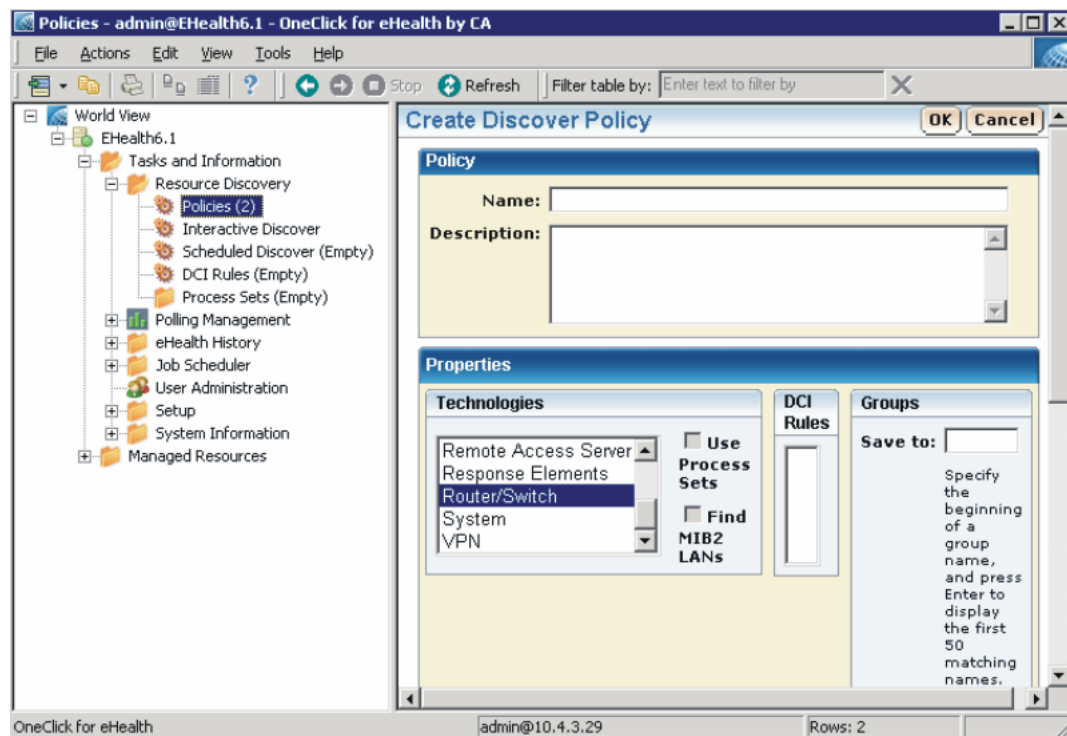 Policies - admin@EHealth6.1 - OneClick for eHealth by CA
File Actions Edit View Tools Help
Stop Refresh Filter table by: Enter text to filter by
World View
EHealth6.1
Tasks and Information
Resource Discovery
Policies (2)
Interactive Discover
Scheduled Discover (Empty)
DCI Rules (Empty)
Process Sets (Empty)
Polling Management
eHealth History
Job Scheduler
User Administration
Setup
System Information
Managed Resources
Create Discover Policy
OK Cancel
Policy
Name:
Description:
Properties
Technologies
Remote Access Server
Response Elements
Router/Switch
System
VPN
Use
Process
Sets
Find
MIB2
LANs
DCI
Rules
Groups
Save to:
Specify
the
beginning
of a
group
name,
and press
Enter to
display
the first
50
matching
names.
OneClick for eHealth admin@10.4.3.29 Rows: 2